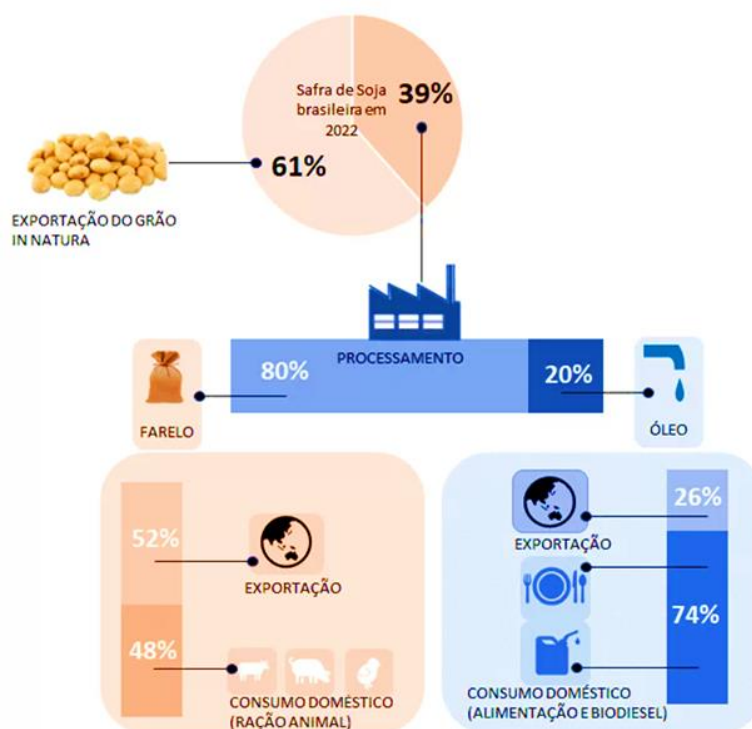 Safra de Soja
brasileira em
2022
39%
61%
EXPORTAÇÃO DO GRÃO
IN NATURA
PROCESSAMENTO
80%
20%
FARELO
ÓLEO
52%
EXPORTAÇÃO
48%
CONSUMO DOMÉSTICO
(RAÇÃO ANIMAL)
26%
EXPORTAÇÃO
74%
CONSUMO DOMÉSTICO
(ALIMENTAÇÃO E BIODIESEL)